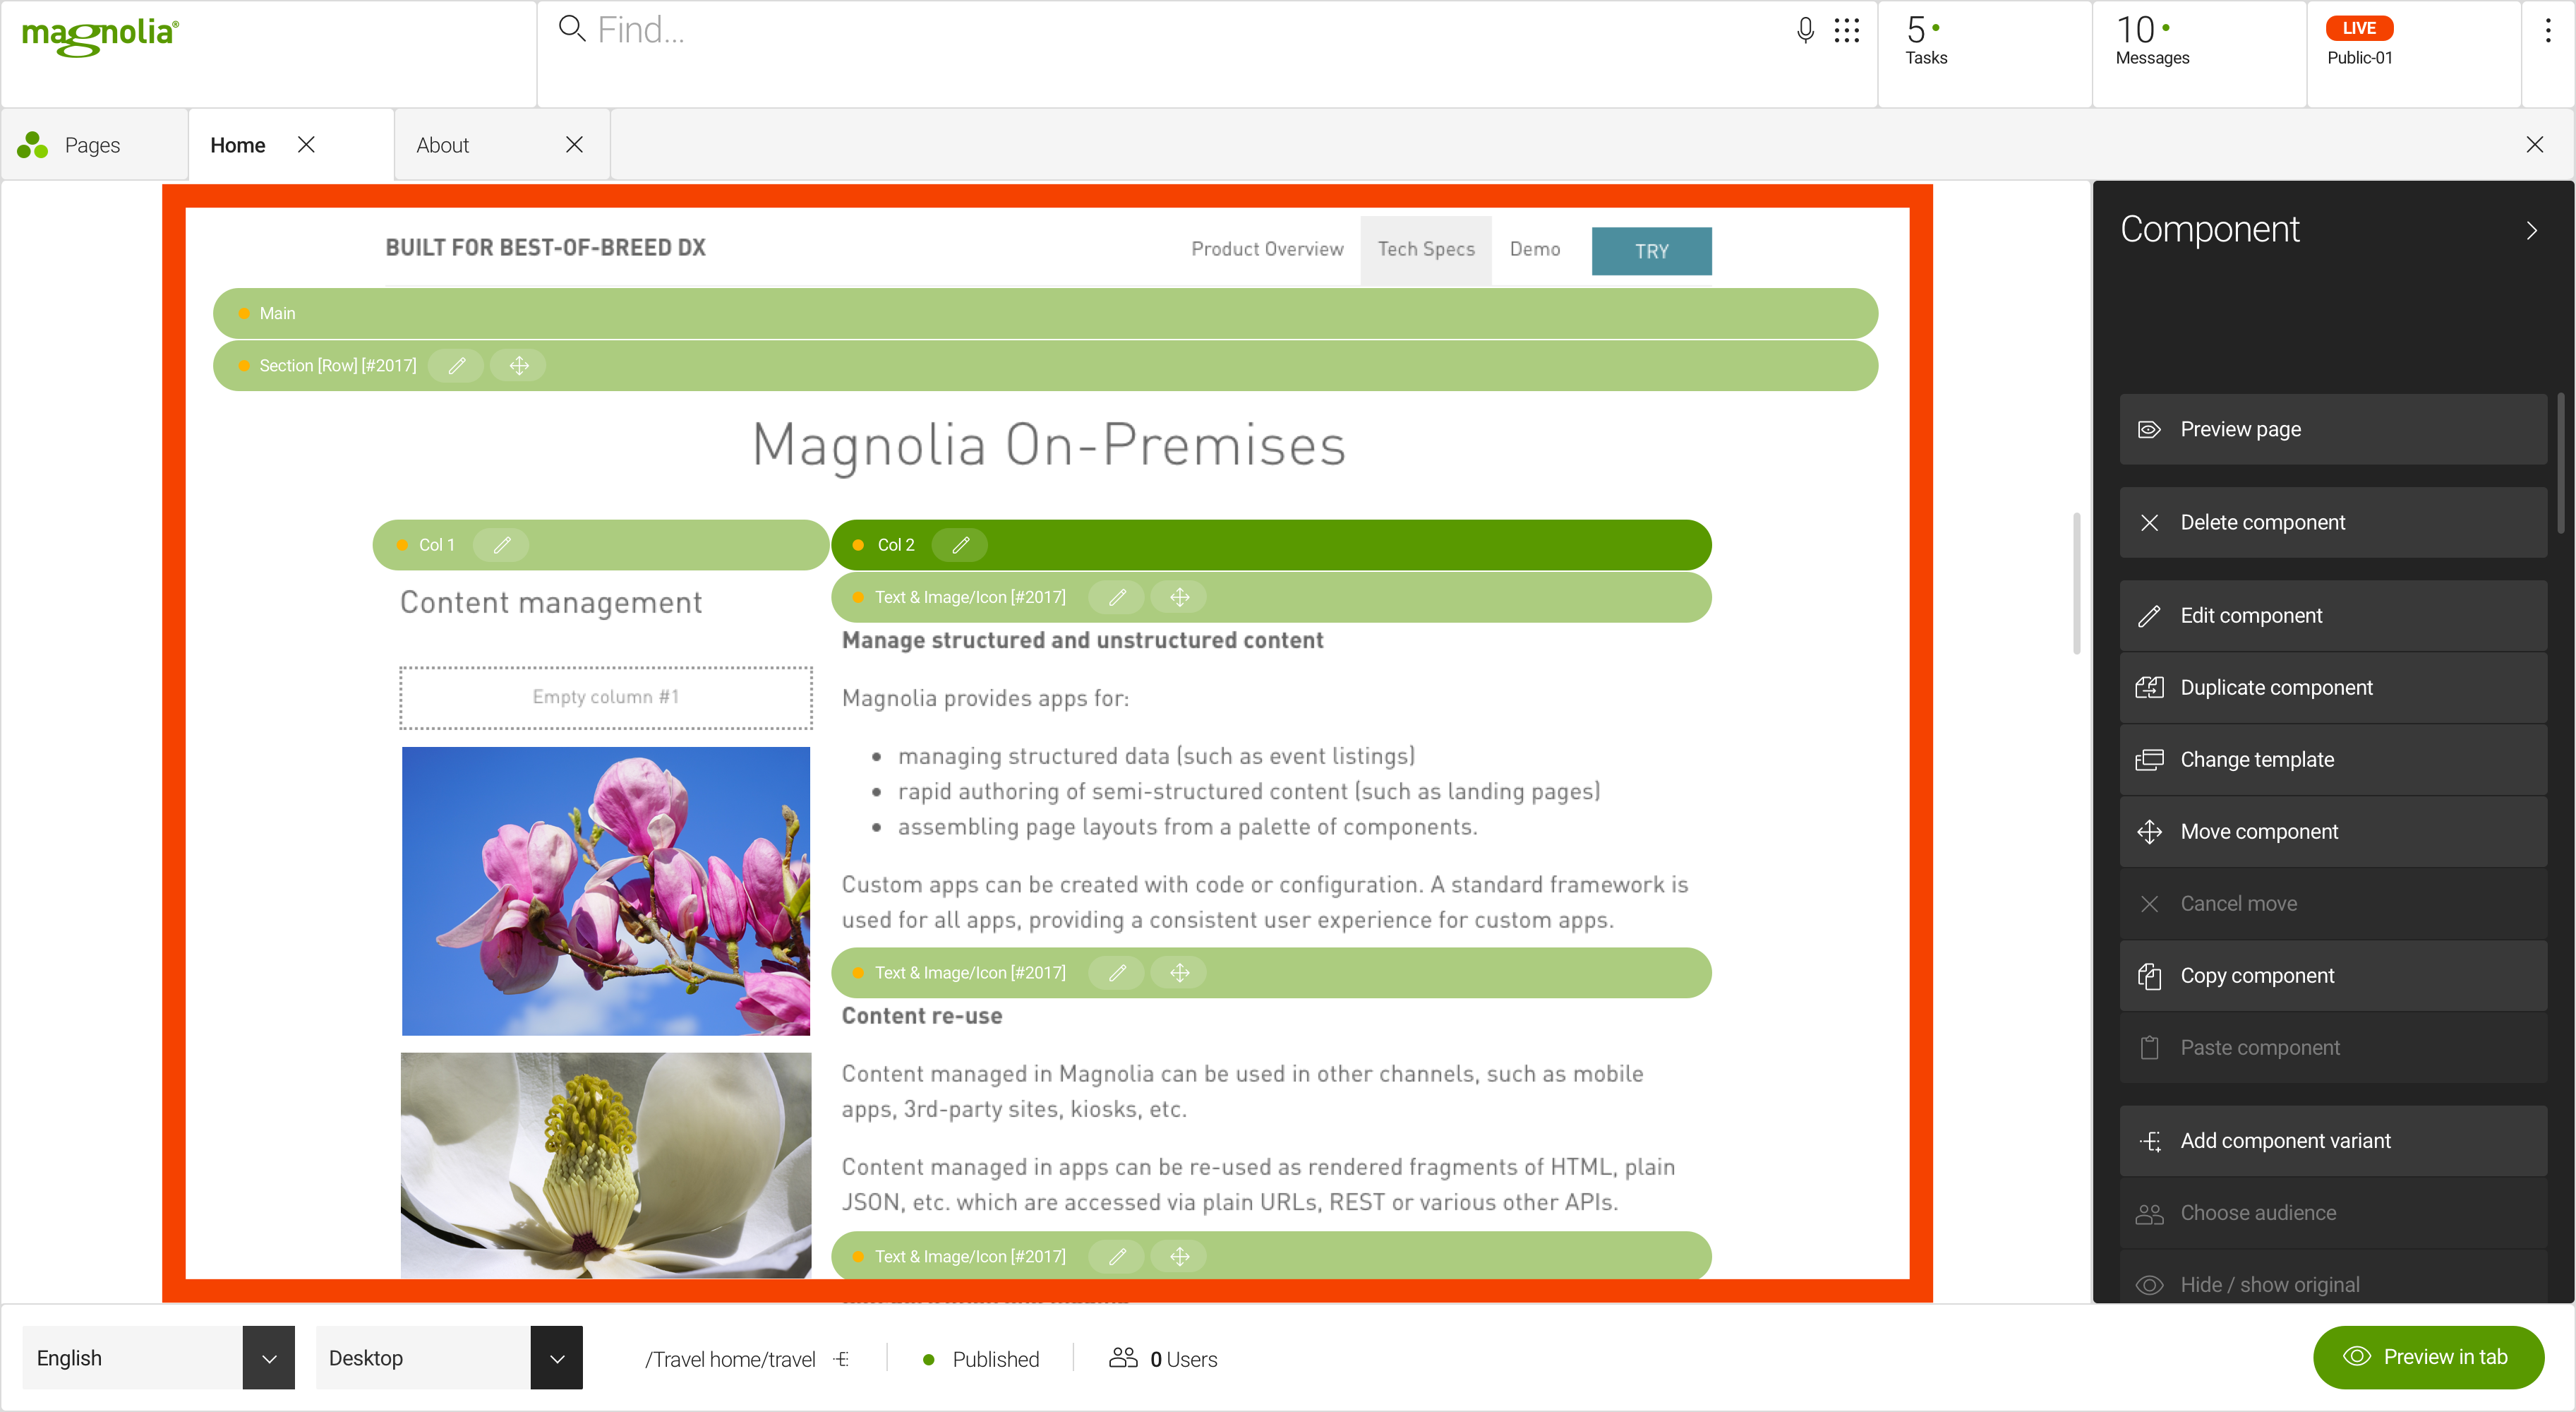 magnolia®
Find...
5
Tasks
10
Messages
LIVE
Public-01
Pages
Home
About
BUILT FOR BEST-OF-BREED DX
Product Overview
Tech Specs
Demo
TRY
Main
Section [Row] [#2017]
Magnolia On-Premises
Col 1
Content management
Empty column #1
Col 2
Text & Image/Icon [#2017]
Manage structured and unstructured content
Magnolia provides apps for:
• managing structured data (such as event listings)
• rapid authoring of semi-structured content (such as landing pages)
• assembling page layouts from a palette of components.
Custom apps can be created with code or configuration. A standard framework is
used for all apps, providing a consistent user experience for custom apps.
Text & Image/Icon [#2017]
Content re-use
Content managed in Magnolia can be used in other channels, such as mobile
apps, 3rd-party sites, kiosks, etc.
Content managed in apps can be re-used as rendered fragments of HTML, plain
JSON, etc. which are accessed via plain URLs, REST or various other APIs.
Text & Image/Icon [#2017]
Component
Preview page
Delete component
Edit component
Duplicate component
Change template
Move component
Cancel move
Copy component
Paste component
Add component variant
Choose audience
Hide / show original
English
Desktop
/Travel home/travel
Published
0 Users
Preview in tab